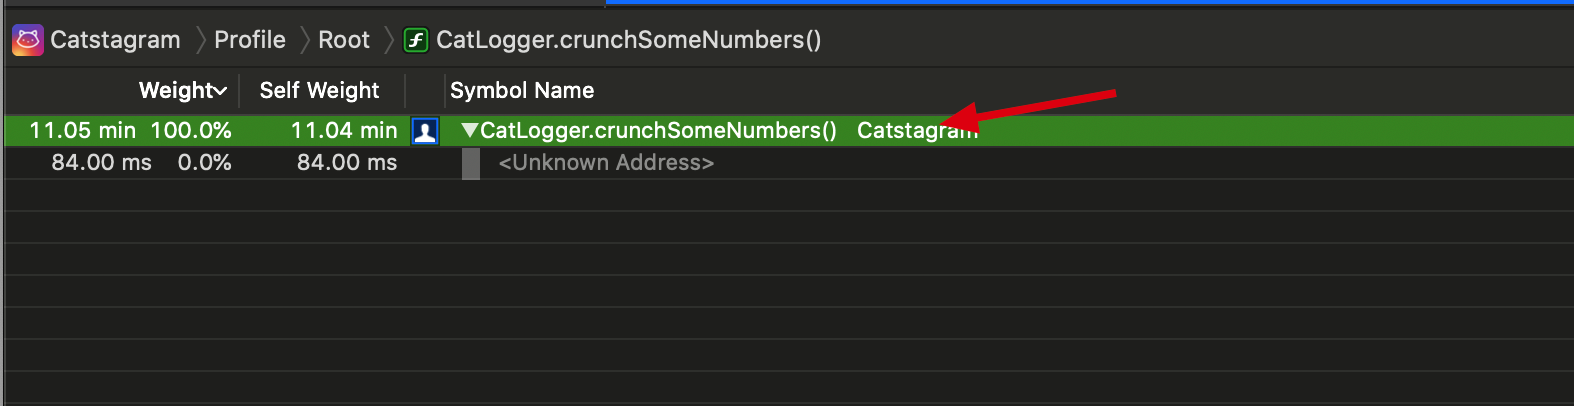 Catstagram Profile Root CatLogger.crunchSomeNumbers()
Weight Self Weight Symbol Name
11.05 min 100.0% 11.04 min CatLogger.crunchSomeNumbers() Catstagram
84.00 ms 0.0% 84.00 ms <Unknown Address>